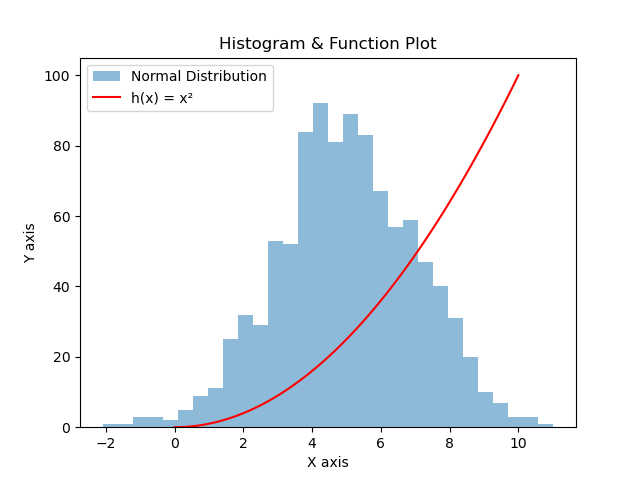 Histogram & Function Plot
Normal Distribution
h(x) = x²
100
80
60
40
20
0
Y axis
−2
0
2
4
6
8
10
X axis